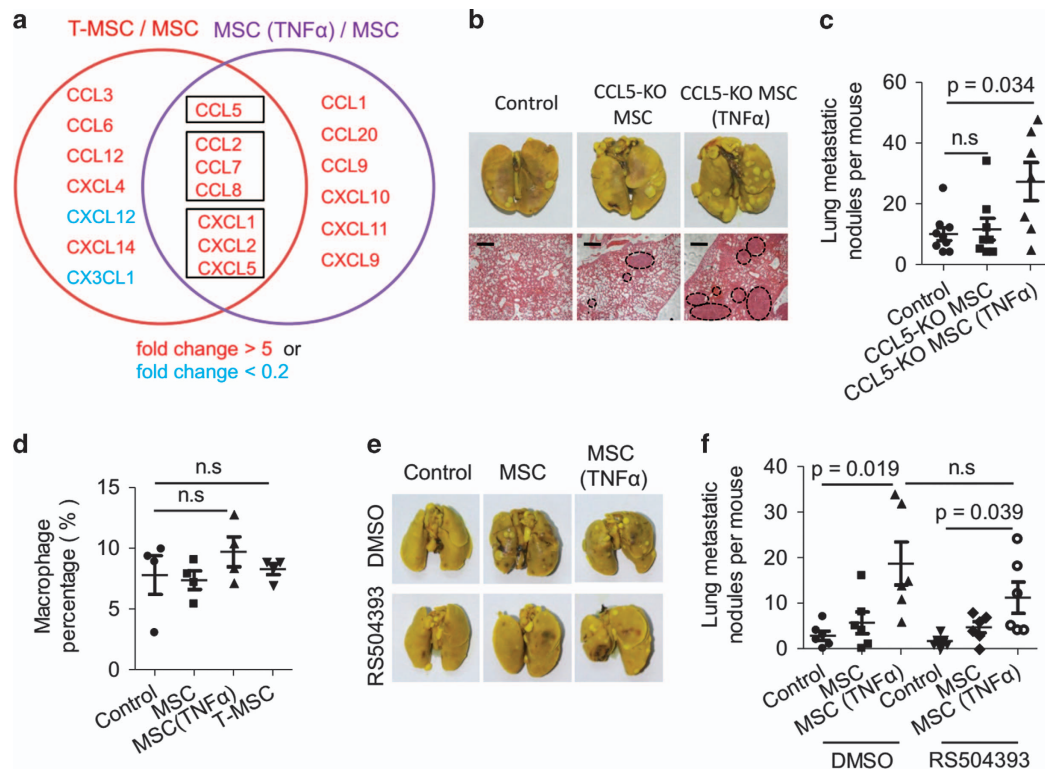 a
T-MSC / MSC
MSC (TNFα) / MSC
CCL3
CCL6
CCL12
CXCL4
CXCL12
CXCL14
CX3CL1
CCL5
CCL2
CCL7
CCL8
CXCL1
CXCL2
CXCL5
CCL1
CCL20
CCL9
CXCL10
CXCL11
CXCL9
fold change > 5 or
fold change < 0.2
b
Control
CCL5-KO
MSC
CCL5-KO MSC
(TNFα)
c
Lung metastatic
nodules per mouse
60
40
20
0
p = 0.034
n.s
Control
CCL5-KO MSC
CCL5-KO MSC (TNFα)
d
Macrophage
percentage ( % )
15
10
5
0
n.s
n.s
Control
MSC
MSC(TNFα)
T-MSC
e
Control
MSC
MSC
(TNFα)
DMSO
RS504393
f
Lung metastatic
nodules per mouse
40
30
20
10
0
p = 0.019
n.s
p = 0.039
Control
MSC
MSC (TNFα)
Control
MSC
MSC (TNFα)
DMSO
RS504393